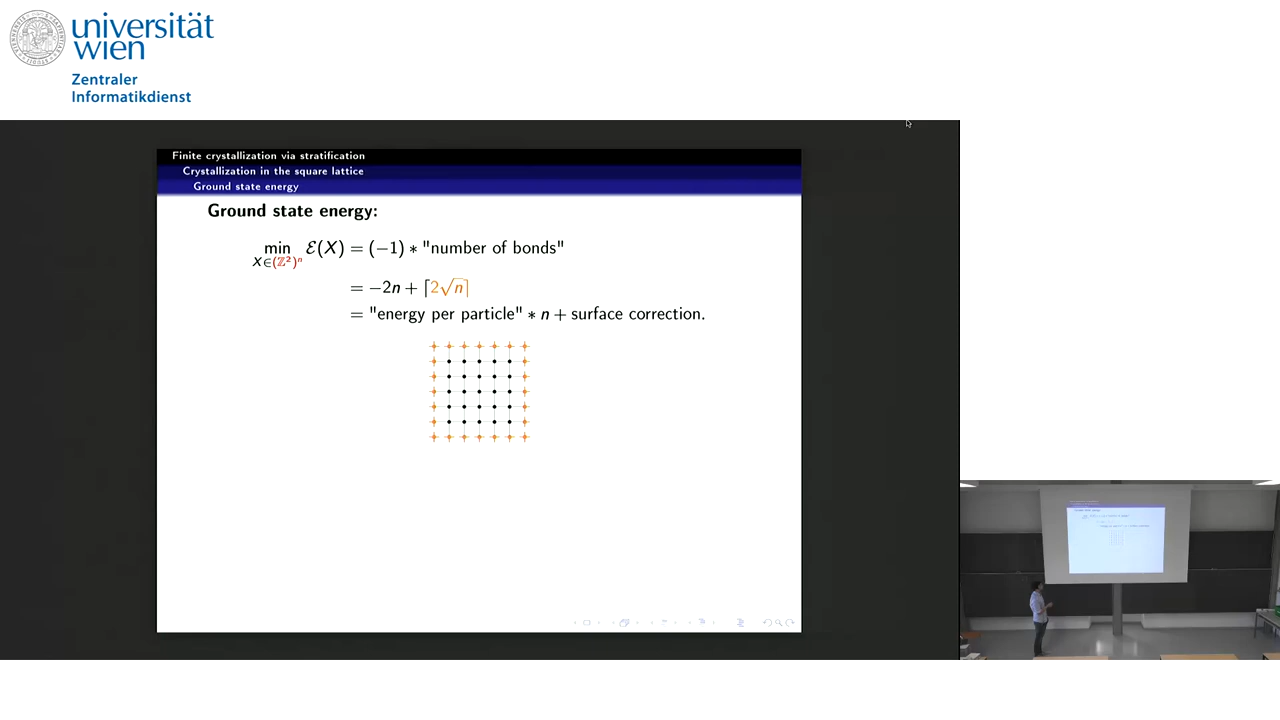 universität
wien
Zentraler
Informatikdienst
Finite crystallization via stratification
Crystallization in the square lattice
Ground state energy
Ground state energy:
min X∈(ℤ²)ⁿ ℰ(X) = (−1) ∗ "number of bonds"
= −2n + ⌈2√n⌉
= "energy per particle" ∗ n + surface correction.